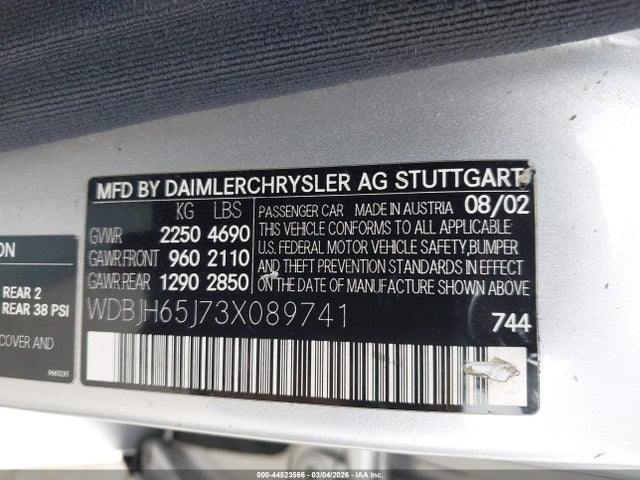 MFD BY DAIMLERCHRYSLER AG STUTTGART
KG LBS
GVWR 2250 4690
GAWR FRONT 960 2110
GAWR REAR 1290 2850
PASSENGER CAR MADE IN AUSTRIA 08/02
THIS VEHICLE CONFORMS TO ALL APPLICABLE
U.S. FEDERAL MOTOR VEHICLE SAFETY, BUMPER
AND THEFT PREVENTION STANDARDS IN EFFECT
ON THE DATE OF MANUFACTURE SHOWN ABOVE.
WDBJH65J73X089741
744
ON
REAR 2
REAR 38 PSI
COVER AND
000-44523566 • 03/04/2026 • IAA Inc.